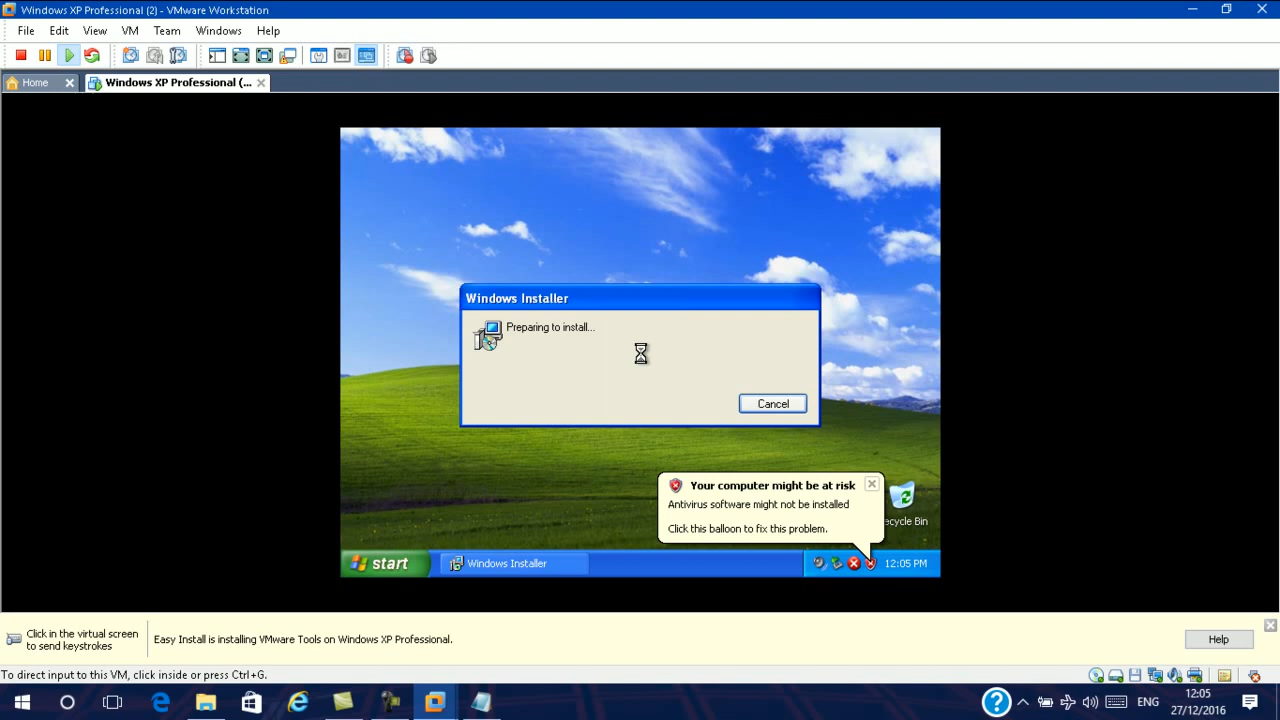 Windows XP Professional (2) - VMware Workstation
File Edit View VM Team Windows Help
Home Windows XP Professional (...
Windows Installer
Preparing to install...
Cancel
Your computer might be at risk
Antivirus software might not be installed
Click this balloon to fix this problem.
ecycle Bin
start Windows Installer 12:05 PM
Click in the virtual screen
to send keystrokes
Easy Install is installing VMware Tools on Windows XP Professional.
Help
To direct input to this VM, click inside or press Ctrl+G.
ENG
12:05
27/12/2016